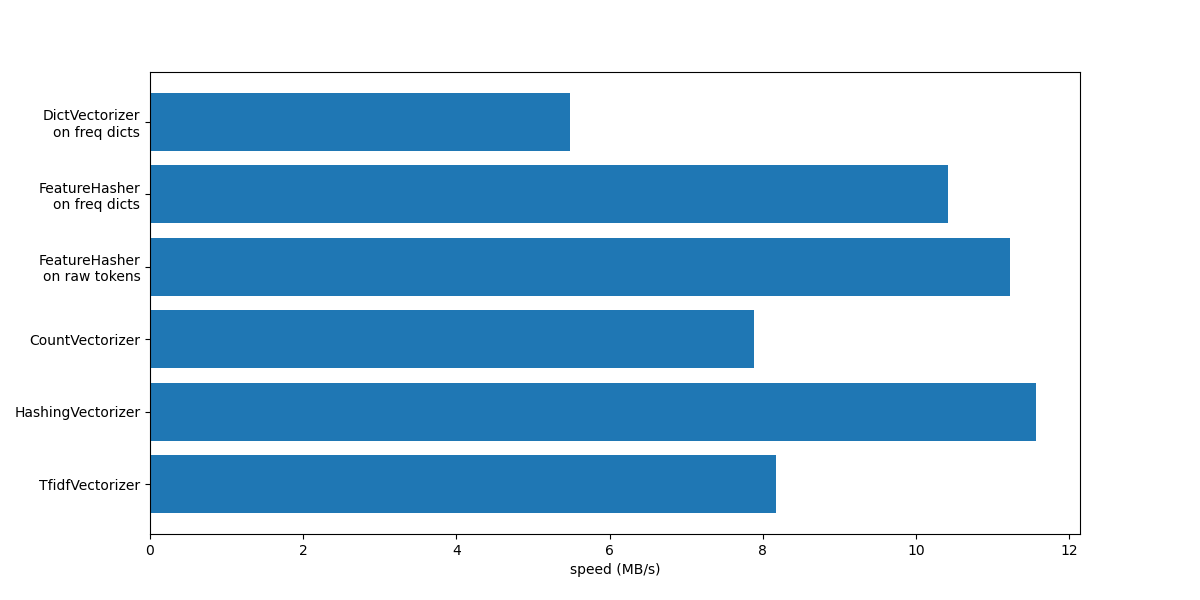 DictVectorizer
on freq dicts
FeatureHasher
on freq dicts
FeatureHasher
on raw tokens
CountVectorizer
HashingVectorizer
TfidfVectorizer
0 2 4 6 8 10 12
speed (MB/s)